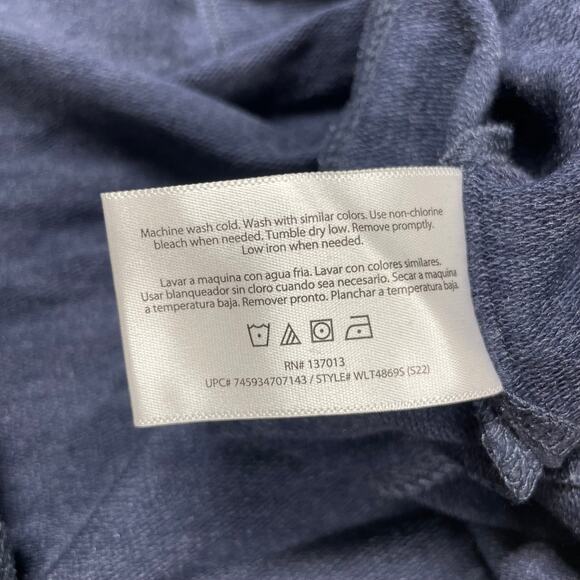 Machine wash cold. Wash with similar colors. Use non-chlorine
bleach when needed. Tumble dry low. Remove promptly.
Low iron when needed.
Lavar a maquina con agua fria. Lavar con colores similares.
Usar blanqueador sin cloro cuando sea necesario. Secar a maquina
a temperatura baja. Remover pronto. Planchar a temperatura baja.
RN# 137013
UPC# 745934707143 / STYLE# WLT4869S (S22)